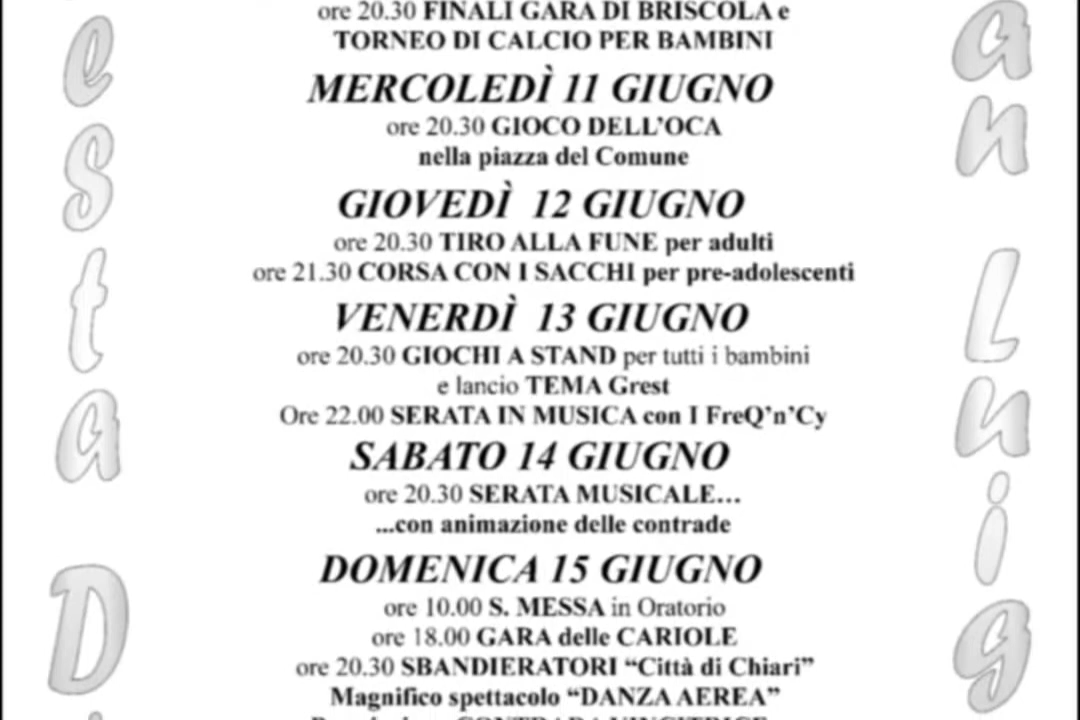 ore 20.30 FINALI GARA DI BRISCOLA e
TORNEO DI CALCIO PER BAMBINI
MERCOLEDÌ 11 GIUGNO
ore 20.30 GIOCO DELL'OCA
nella piazza del Comune
GIOVEDÌ 12 GIUGNO
ore 20.30 TIRO ALLA FUNE per adulti
ore 21.30 CORSA CON I SACCHI per pre-adolescenti
VENERDÌ 13 GIUGNO
ore 20.30 GIOCHI A STAND per tutti i bambini
e lancio TEMA Grest
Ore 22.00 SERATA IN MUSICA con I FreQ'n'Cy
SABATO 14 GIUGNO
ore 20.30 SERATA MUSICALE...
...con animazione delle contrade
DOMENICA 15 GIUGNO
ore 10.00 S. MESSA in Oratorio
ore 18.00 GARA delle CARIOLE
ore 20.30 SBANDIERATORI “Città di Chiari”
Magnifico spettacolo “DANZA AEREA”
esta Di
an Luig